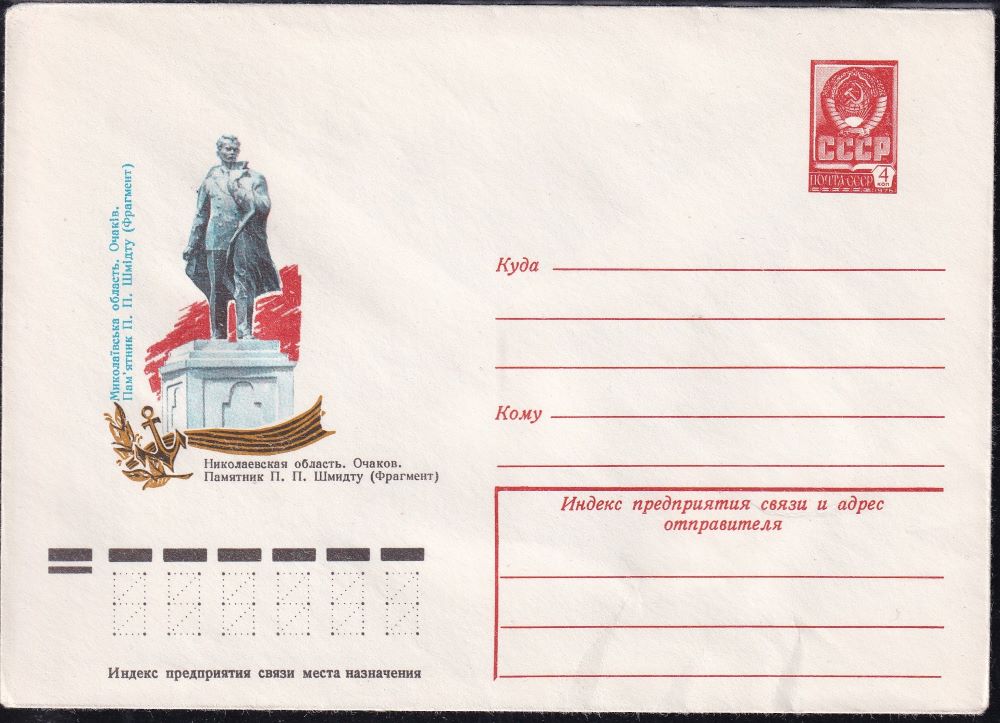 СССР
ПОЧТА СССР
4
коп
1976
Миколаївська область. Очаків.
Пам'ятник П. П. Шмідту (Фрагмент)
Николаевская область. Очаков.
Памятник П. П. Шмидту (Фрагмент)
Куда
Кому
Индекс предприятия связи и адрес
отправителя
Индекс предприятия связи места назначения